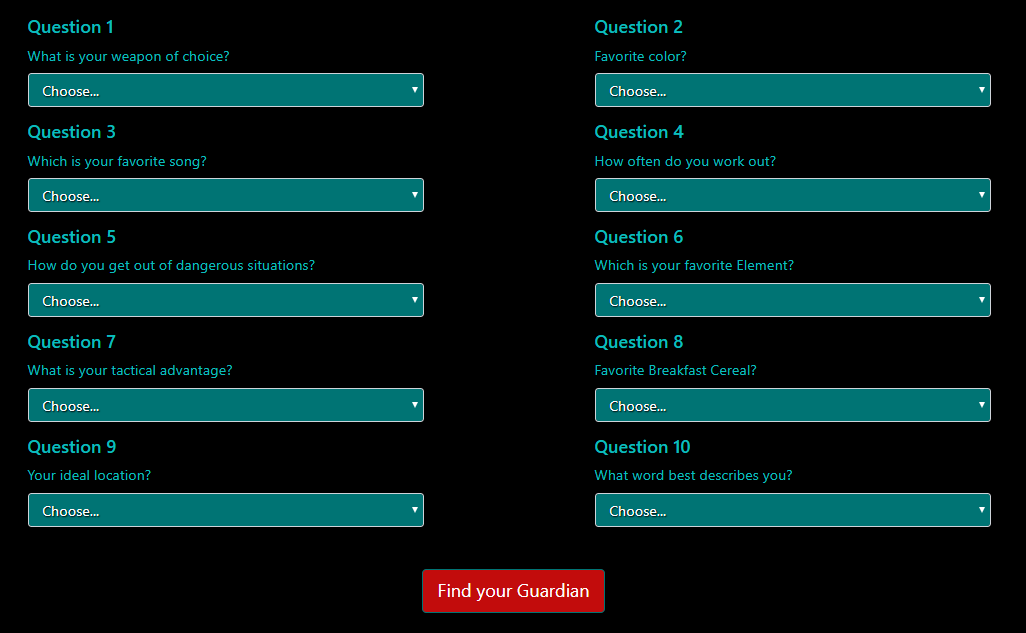 Question 1
What is your weapon of choice?
Choose...
Question 2
Favorite color?
Choose...
Question 3
Which is your favorite song?
Choose...
Question 4
How often do you work out?
Choose...
Question 5
How do you get out of dangerous situations?
Choose...
Question 6
Which is your favorite Element?
Choose...
Question 7
What is your tactical advantage?
Choose...
Question 8
Favorite Breakfast Cereal?
Choose...
Question 9
Your ideal location?
Choose...
Question 10
What word best describes you?
Choose...
Find your Guardian